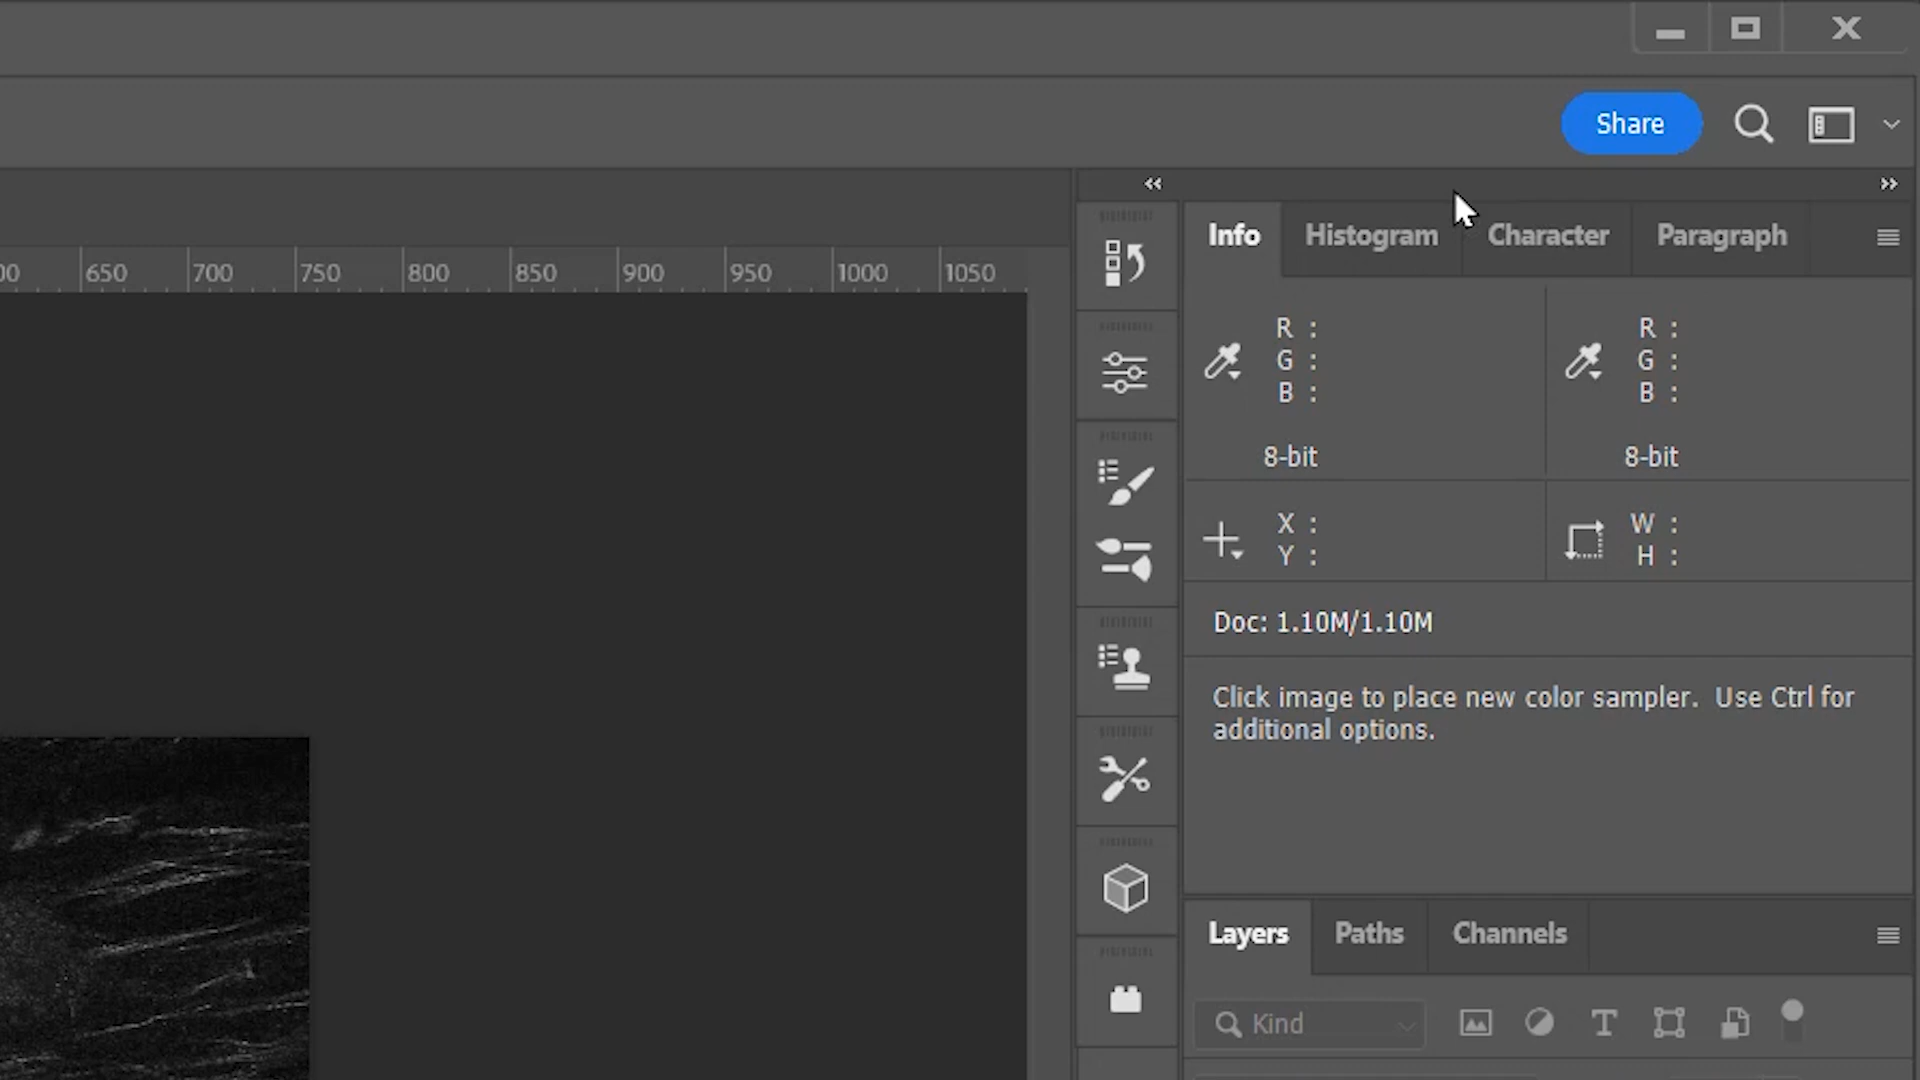 Share
Info Histogram Character Paragraph
00 650 700 750 800 850 900 950 1000 1050
R : R :
G : G :
B : B :
8-bit 8-bit
X : W :
Y : H :
Doc: 1.10M/1.10M
Click image to place new color sampler. Use Ctrl for
additional options.
Layers Paths Channels
Kind